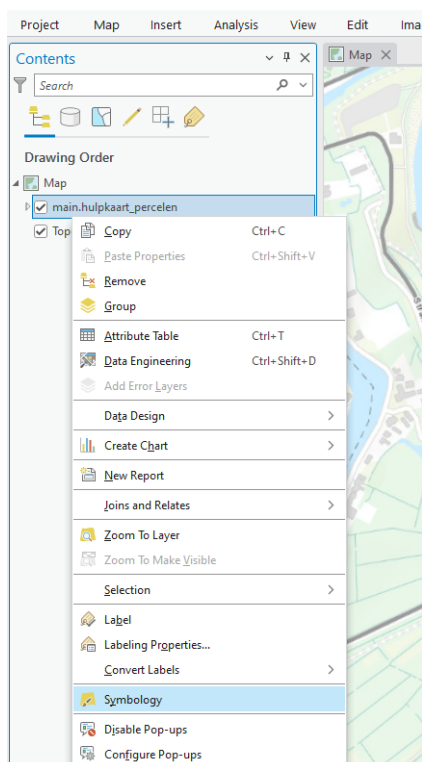 Project Map Insert Analysis View Edit Ima
Contents
Map
Search
Drawing Order
Map
main.hulpkaart_percelen
Top
Copy Ctrl+C
Paste Properties Ctrl+Shift+V
Remove
Group
Attribute Table Ctrl+T
Data Engineering Ctrl+Shift+D
Add Error Layers
Data Design
Create Chart
New Report
Joins and Relates
Zoom To Layer
Zoom To Make Visible
Selection
Label
Labeling Properties...
Convert Labels
Symbology
Disable Pop-ups
Configure Pop-ups